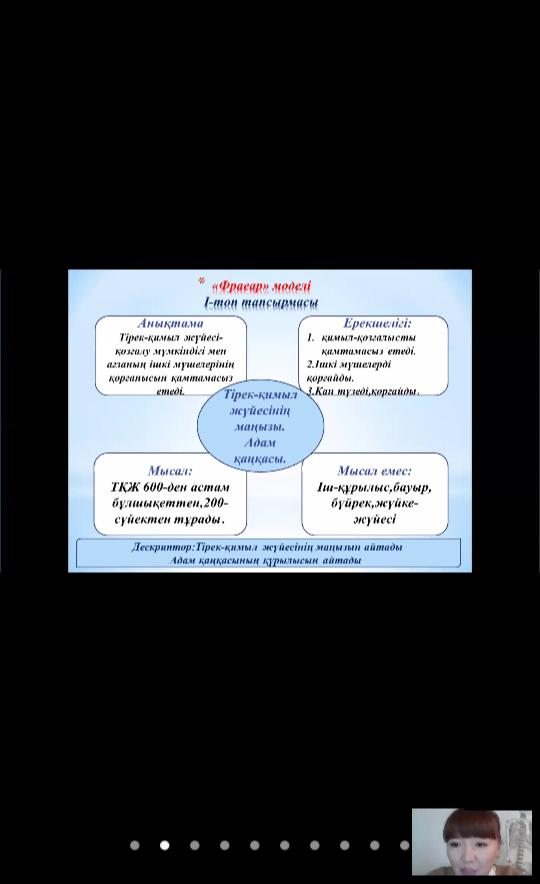 * «Фраер» моделі
І-топ тапсырмасы
Анықтама
Тірек-қимыл жүйесі-
қозғалу мүмкіндігі мен
ағзаның ішкі мүшелерінің
қорғанысын қамтамасыз
етеді.
Ерекшелігі:
1. қимыл-қозғалысты
қамтамасыз етеді.
2.Ішкі мүшелерді
қорғайды.
3.Қан түзеді,қорғайды.
Тірек-қимыл
жүйесінің
маңызы.
Адам
қаңқасы.
Мысал:
ТҚЖ 600-ден астам
бұлшықеттен,200-
сүйектен тұрады.
Мысал емес:
Іш-құрылыс,бауыр,
бүйрек,жүйке-
жүйесі
Дескриптор:Тірек-қимыл жүйесінің маңызын айтады
Адам қаңқасының құрылысын айтады